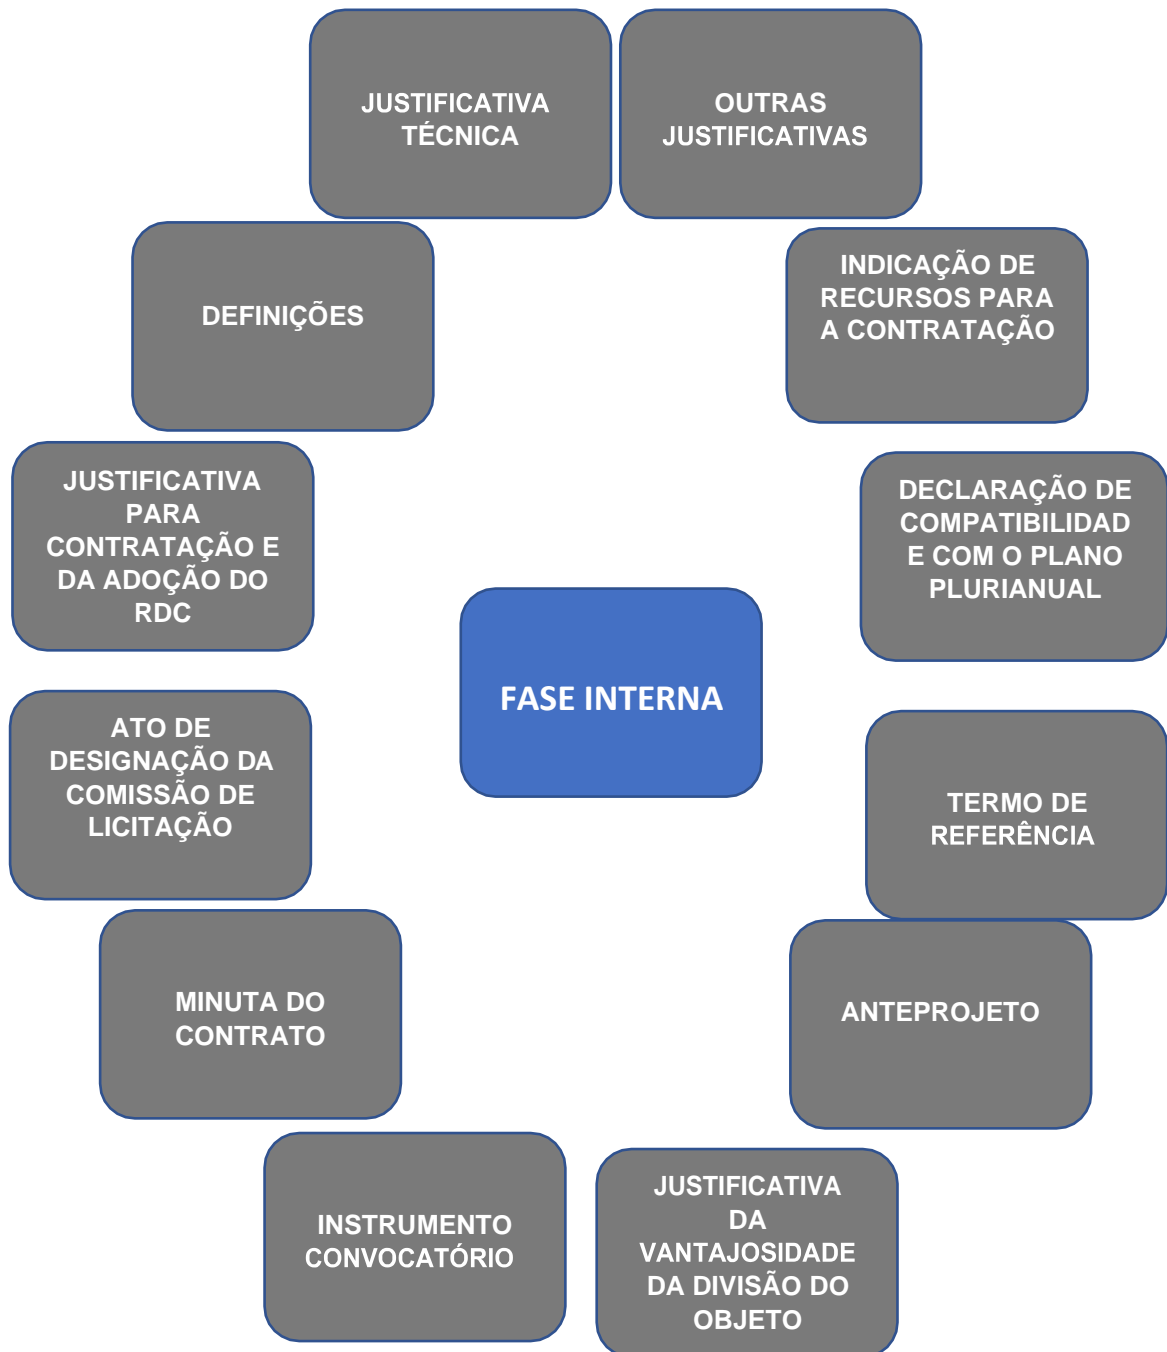 JUSTIFICATIVA
TÉCNICA
OUTRAS
JUSTIFICATIVAS
DEFINIÇÕES
INDICAÇÃO DE
RECURSOS PARA
A CONTRATAÇÃO
JUSTIFICATIVA
PARA
CONTRATAÇÃO E
DA ADOÇÃO DO
RDC
DECLARAÇÃO DE
COMPATIBILIDAD
E COM O PLANO
PLURIANUAL
FASE INTERNA
ATO DE
DESIGNAÇÃO DA
COMISSÃO DE
LICITAÇÃO
TERMO DE
REFERÊNCIA
MINUTA DO
CONTRATO
ANTEPROJETO
INSTRUMENTO
CONVOCATÓRIO
JUSTIFICATIVA
DA
VANTAJOSIDADE
DA DIVISÃO DO
OBJETO